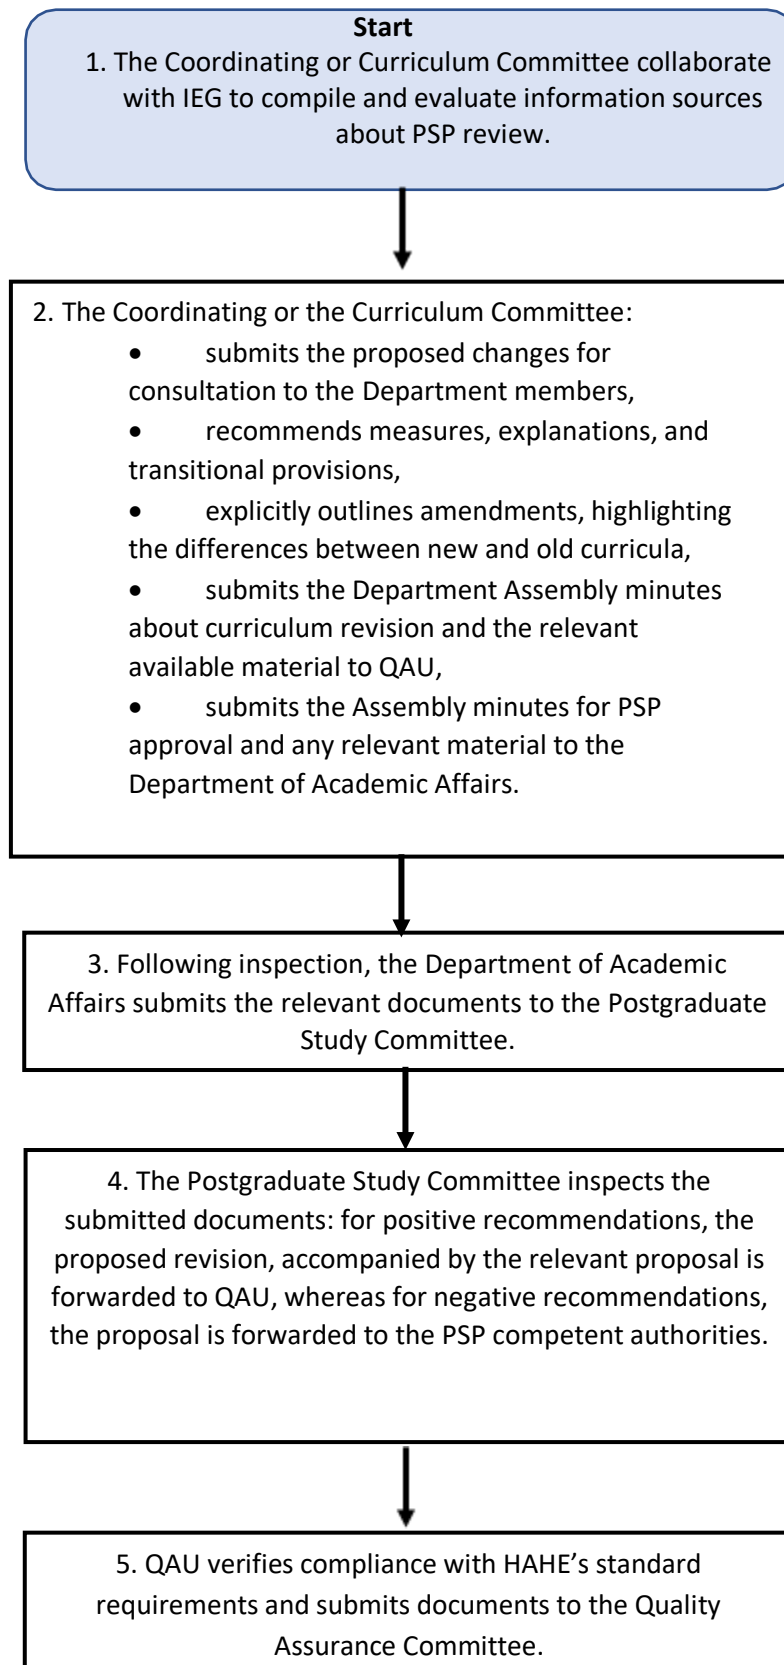 Start
1. The Coordinating or Curriculum Committee collaborate
with IEG to compile and evaluate information sources
about PSP review.
2. The Coordinating or the Curriculum Committee:
• submits the proposed changes for
consultation to the Department members,
• recommends measures, explanations, and
transitional provisions,
• explicitly outlines amendments, highlighting
the differences between new and old curricula,
• submits the Department Assembly minutes
about curriculum revision and the relevant
available material to QAU,
• submits the Assembly minutes for PSP
approval and any relevant material to the
Department of Academic Affairs.
3. Following inspection, the Department of Academic
Affairs submits the relevant documents to the Postgraduate
Study Committee.
4. The Postgraduate Study Committee inspects the
submitted documents: for positive recommendations, the
proposed revision, accompanied by the relevant proposal is
forwarded to QAU, whereas for negative recommendations,
the proposal is forwarded to the PSP competent authorities.
5. QAU verifies compliance with HAHE’s standard
requirements and submits documents to the Quality
Assurance Committee.